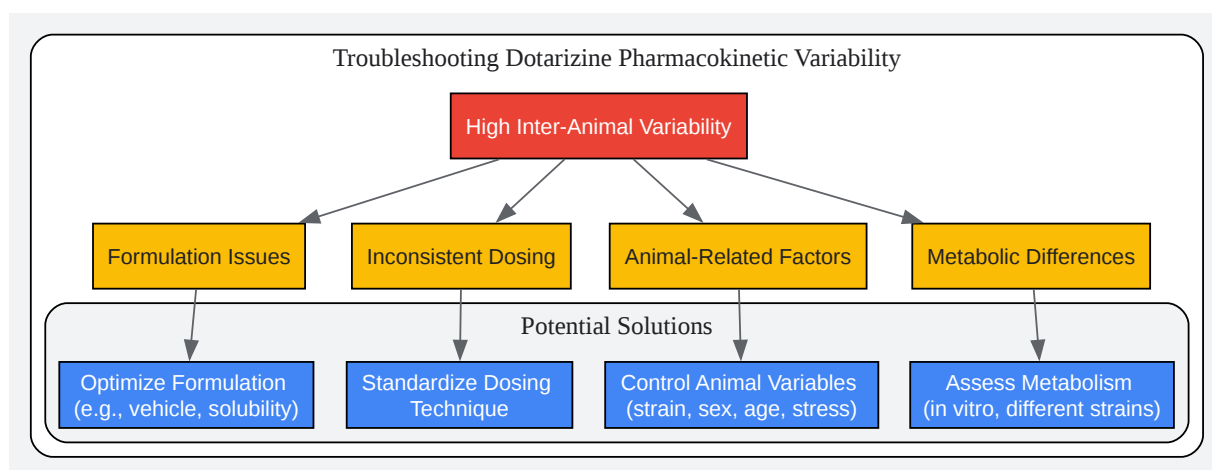 Troubleshooting Dotarizine Pharmacokinetic Variability
High Inter-Animal Variability
Formulation Issues
Inconsistent Dosing
Animal-Related Factors
Metabolic Differences
Potential Solutions
Optimize Formulation
(e.g., vehicle, solubility)
Standardize Dosing
Technique
Control Animal Variables
(strain, sex, age, stress)
Assess Metabolism
(in vitro, different strains)